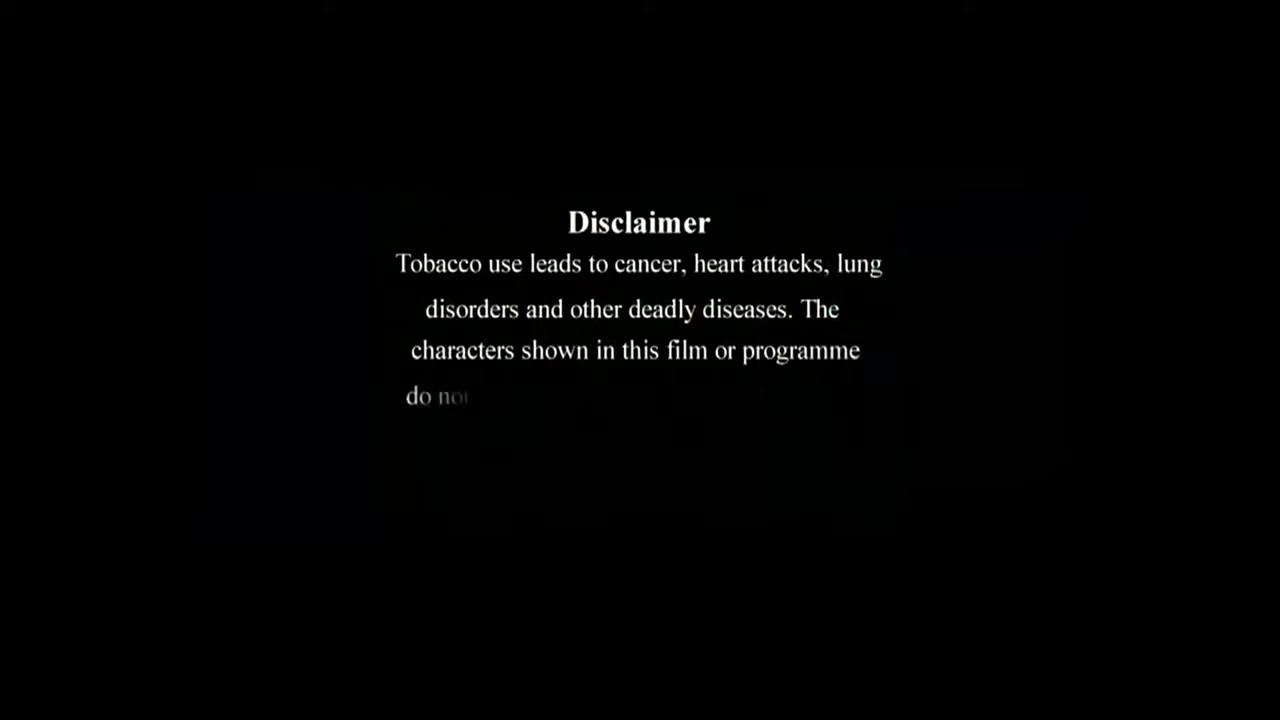 Disclaimer
Tobacco use leads to cancer, heart attacks, lung
disorders and other deadly diseases. The
characters shown in this film or programme
do not